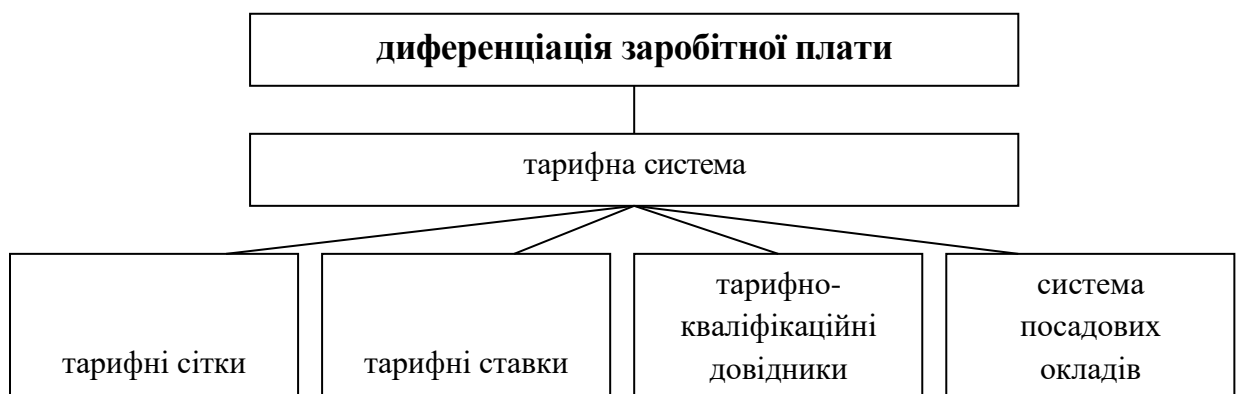 диференціація заробітної плати
тарифна система
тарифні сітки
тарифні ставки
тарифно-
кваліфікаційні
довідники
система
посадових
окладів